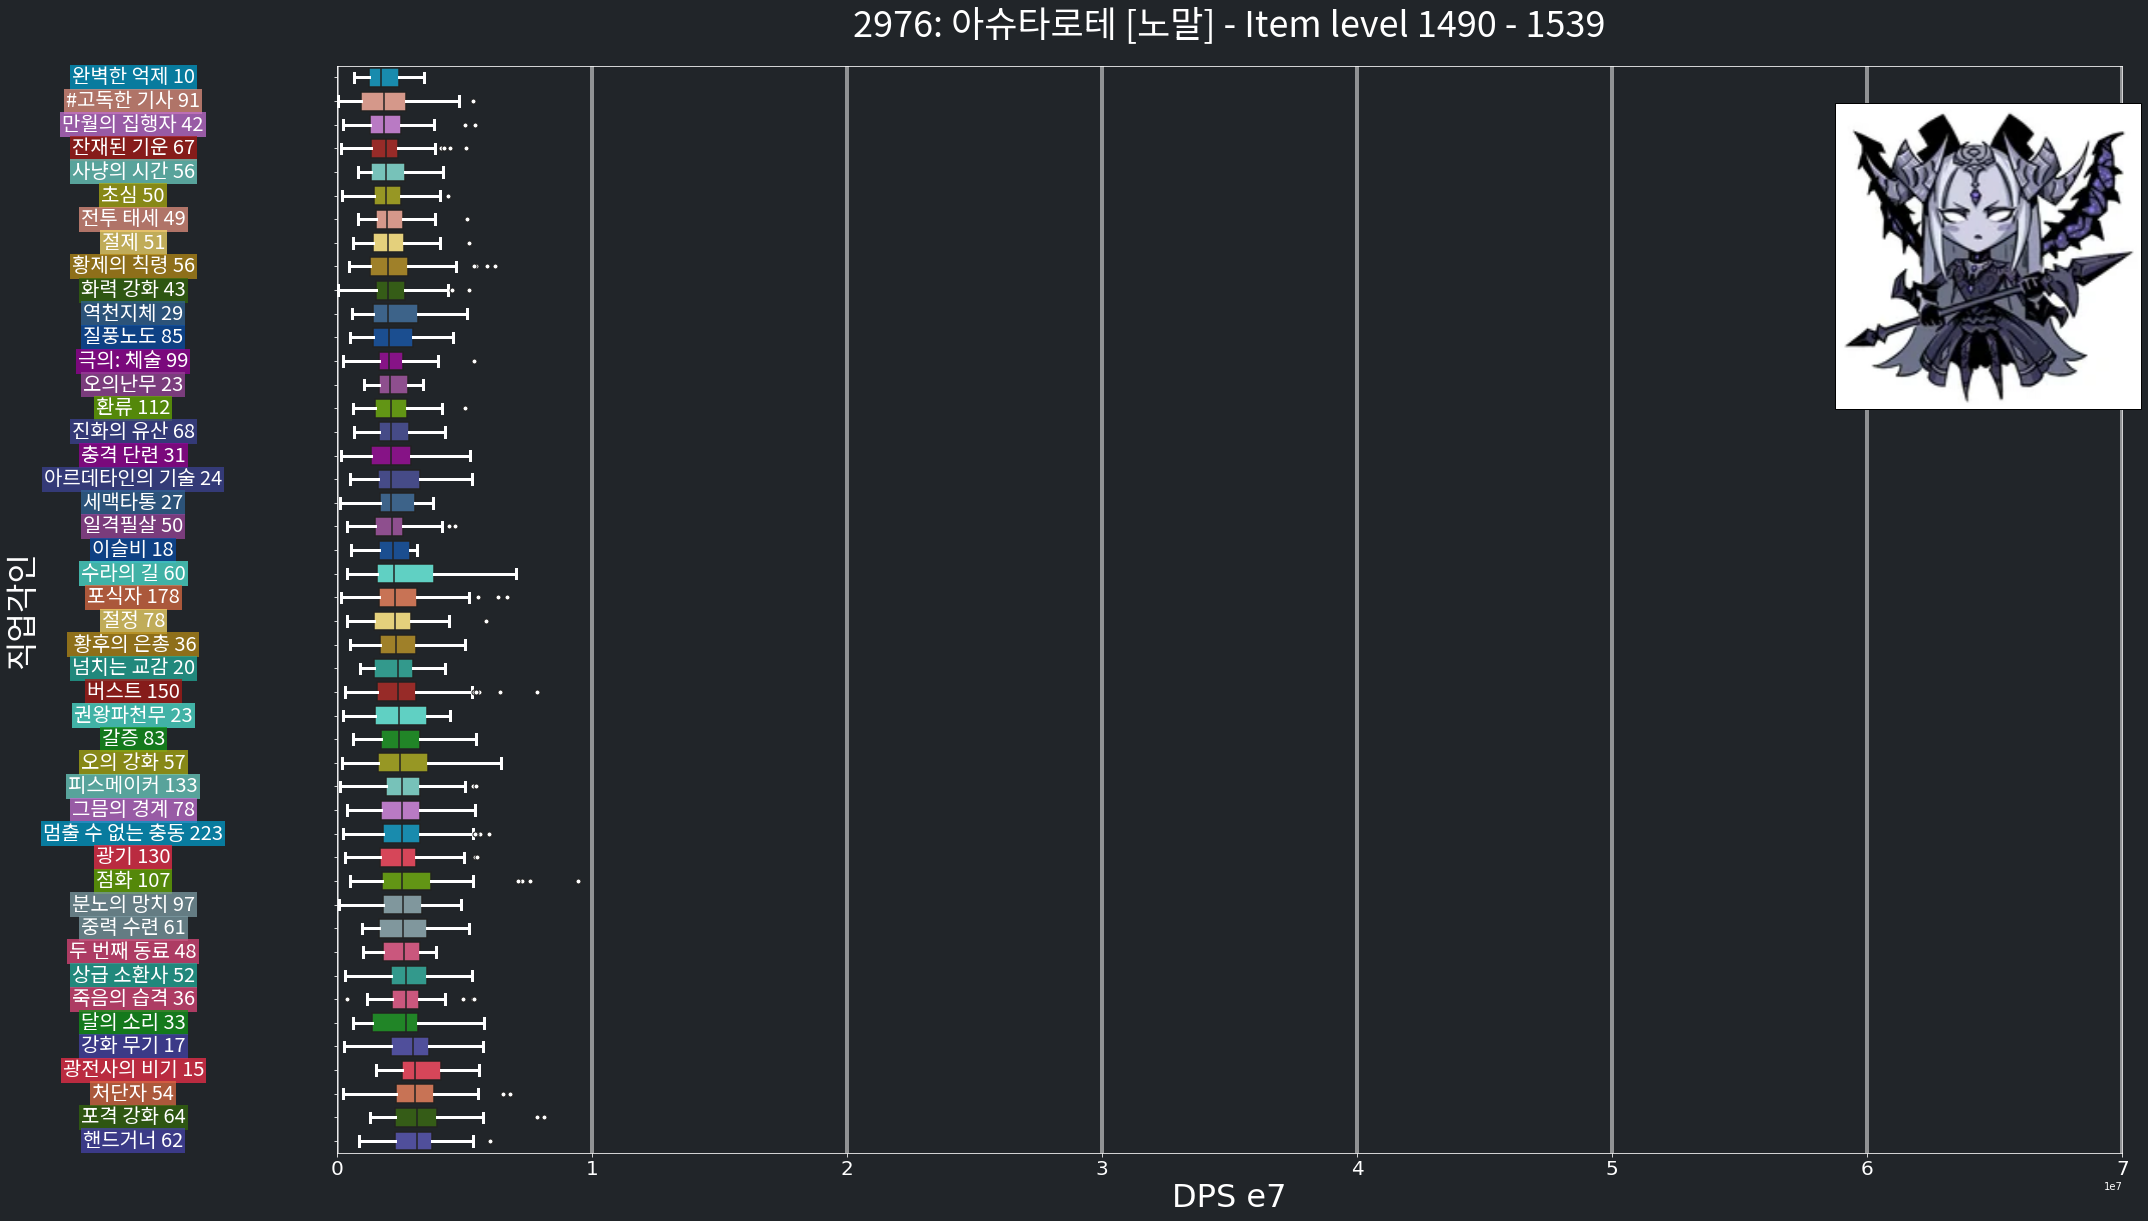 2976: 아슈타로테 [노말] - Item level 1490 - 1539
직업각인
완벽한 억제 10
#고독한 기사 91
만월의 집행자 42
잔재된 기운 67
사냥의 시간 56
초심 50
전투 태세 49
절제 51
황제의 칙령 56
화력 강화 43
역천지체 29
질풍노도 85
극의: 체술 99
오의난무 23
환류 112
진화의 유산 68
충격 단련 31
아르데타인의 기술 24
세맥타통 27
일격필살 50
이슬비 18
수라의 길 60
포식자 178
절정 78
황후의 은총 36
넘치는 교감 20
버스트 150
권왕파천무 23
갈증 83
오의 강화 57
피스메이커 133
그믐의 경계 78
멈출 수 없는 충동 223
광기 130
점화 107
분노의 망치 97
중력 수련 61
두 번째 동료 48
상급 소환사 52
죽음의 습격 36
달의 소리 33
강화 무기 17
광전사의 비기 15
처단자 54
포격 강화 64
핸드거너 62
0 1 2 3 4 5 6 7
1e7
DPS e7